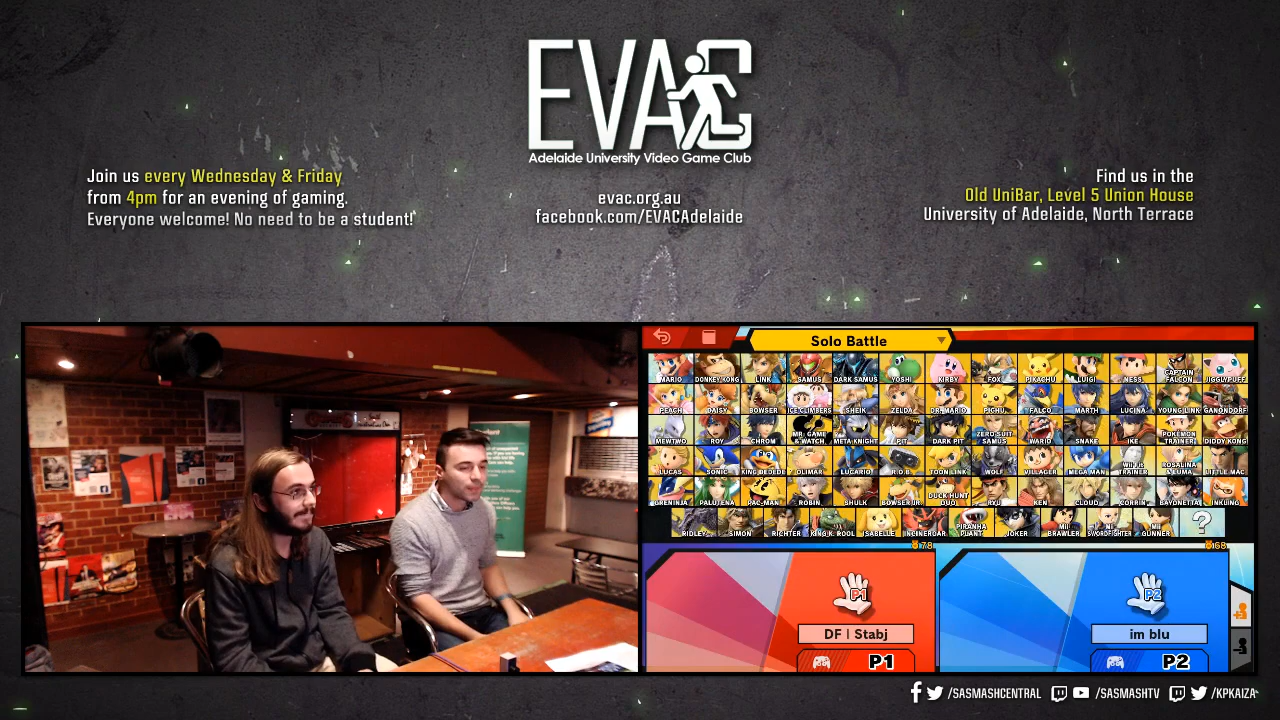 EVAC
Adelaide University Video Game Club
Join us every Wednesday & Friday
from 4pm for an evening of gaming.
Everyone welcome! No need to be a student!
evac.org.au
facebook.com/EVACAdelaide
Find us in the
Old UniBar, Level 5 Union House
University of Adelaide, North Terrace
Solo Battle
MARIO DONKEY KONG LINK SAMUS DARK SAMUS YOSHI KIRBY FOX PIKACHU LUIGI NESS CAPTAIN FALCON JIGGLYPUFF
PEACH DAISY BOWSER ICE CLIMBERS SHEIK ZELDA DR. MARIO PICHU FALCO MARTH LUCINA YOUNG LINK GANONDORF
MEWTWO ROY CHROM MR. GAME & WATCH META KNIGHT PIT DARK PIT ZERO SUIT SAMUS WARIO SNAKE IKE POKÉMON TRAINER DIDDY KONG
LUCAS SONIC KING DEDEDE OLIMAR LUCARIO R.O.B. TOON LINK WOLF VILLAGER MEGA MAN Wii Fit TRAINER ROSALINA & LUMA LITTLE MAC
GRENINJA PALUTENA PAC-MAN ROBIN SHULK BOWSER JR. DUCK HUNT DUO RYU KEN CLOUD CORRIN BAYONETTA INKLING
RIDLEY SIMON RICHTER KING K. ROOL ISABELLE INCINEROAR PIRANHA PLANT JOKER Mii BRAWLER Mii SWORDFIGHTER Mii GUNNER ?
78
68
P1
P2
DF | Stabj
im blu
P1
P2
/SASMASHCENTRAL /SASMASHTV /KPKAIZA